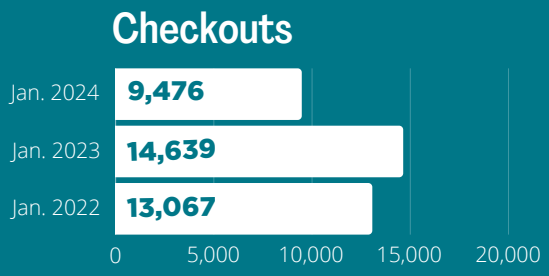 Checkouts
Jan. 2024 9,476
Jan. 2023 14,639
Jan. 2022 13,067
0 5,000 10,000 15,000 20,000